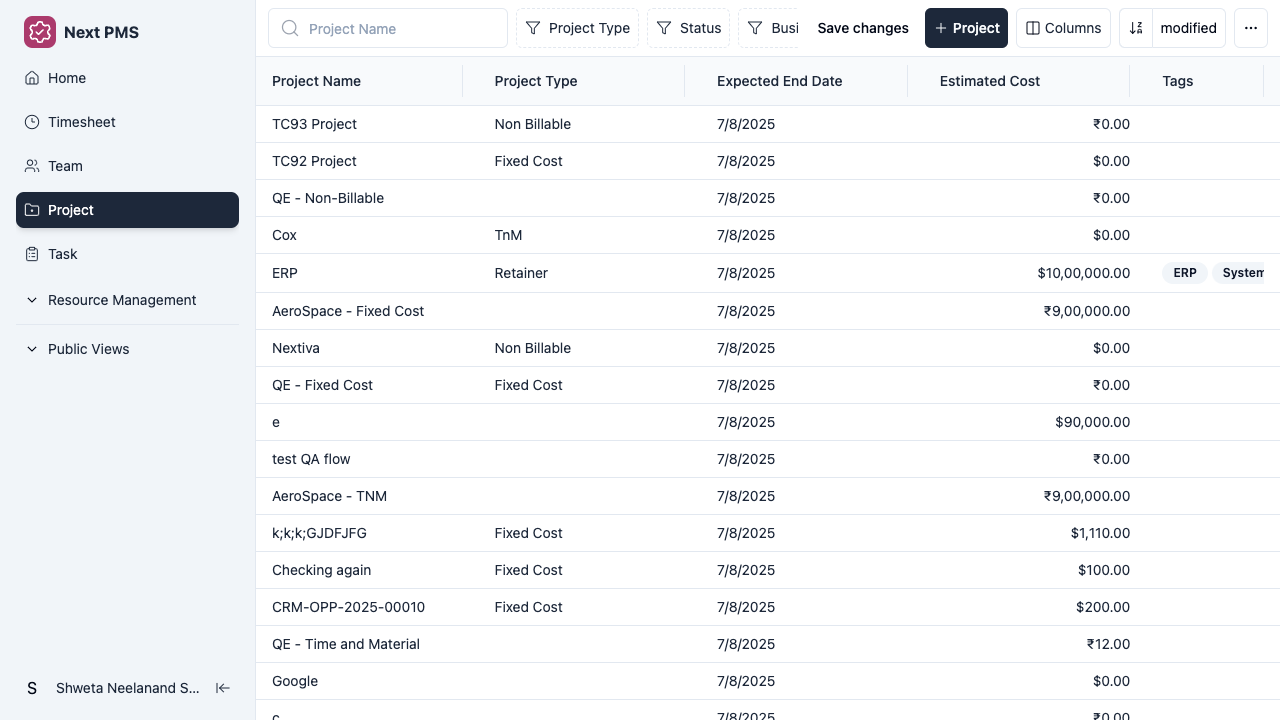 Next PMS
Home
Timesheet
Team
Project
Task
Resource Management
Public Views
S Shweta Neelanand S...
Project Name Project Type Status Busi Save changes + Project Columns modified ...
Project Name Project Type Expected End Date Estimated Cost Tags
TC93 Project Non Billable 7/8/2025 ₹0.00
TC92 Project Fixed Cost 7/8/2025 $0.00
QE - Non-Billable 7/8/2025 ₹0.00
Cox TnM 7/8/2025 $0.00
ERP Retainer 7/8/2025 $10,00,000.00 ERP System
AeroSpace - Fixed Cost 7/8/2025 ₹9,00,000.00
Nextiva Non Billable 7/8/2025 $0.00
QE - Fixed Cost Fixed Cost 7/8/2025 ₹0.00
e 7/8/2025 $90,000.00
test QA flow 7/8/2025 ₹0.00
AeroSpace - TNM 7/8/2025 ₹9,00,000.00
k;k;k;GJDFJFG Fixed Cost 7/8/2025 $1,110.00
Checking again Fixed Cost 7/8/2025 $100.00
CRM-OPP-2025-00010 Fixed Cost 7/8/2025 $200.00
QE - Time and Material 7/8/2025 ₹12.00
Google 7/8/2025 $0.00
7/8/2025 ₹0.00